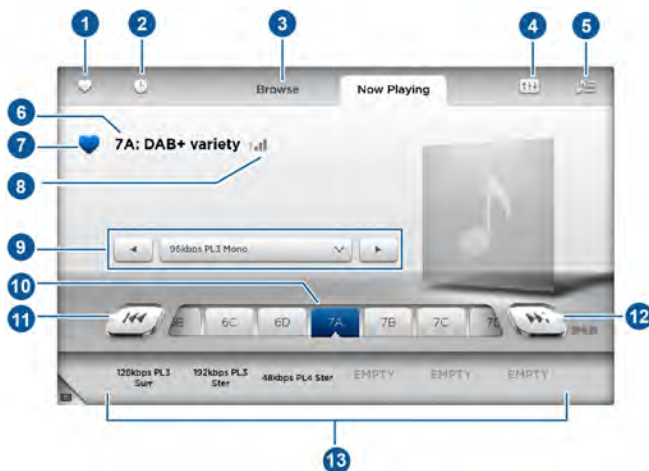 1 2 3 4 5
Browse Now Playing
6
7 7A: DAB+ variety
8
9 96kbps PL3 Mono
10
6C 6D 7A 7B 7C
11 12
128kbps PL3 Surr 192kbps PL3 Ster 48kbps PL4 Ster EMPTY EMPTY EMPTY
13